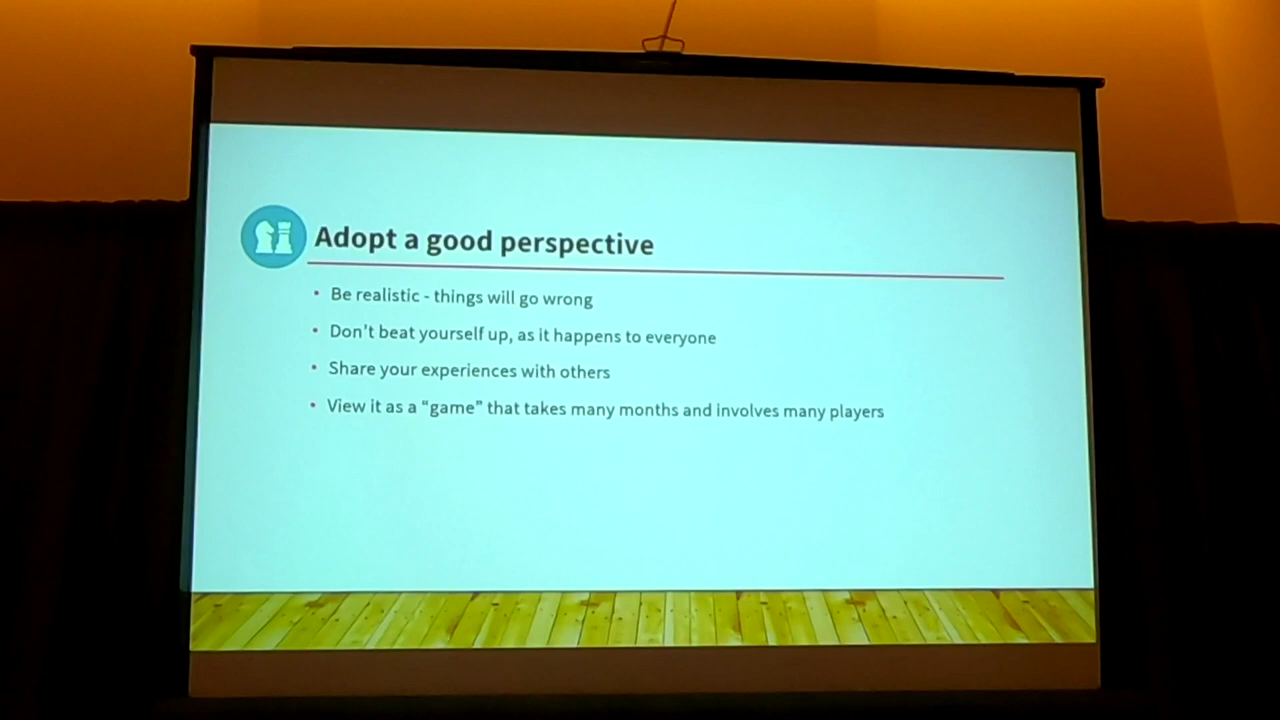 Adopt a good perspective
• Be realistic - things will go wrong
• Don't beat yourself up, as it happens to everyone
• Share your experiences with others
• View it as a “game” that takes many months and involves many players